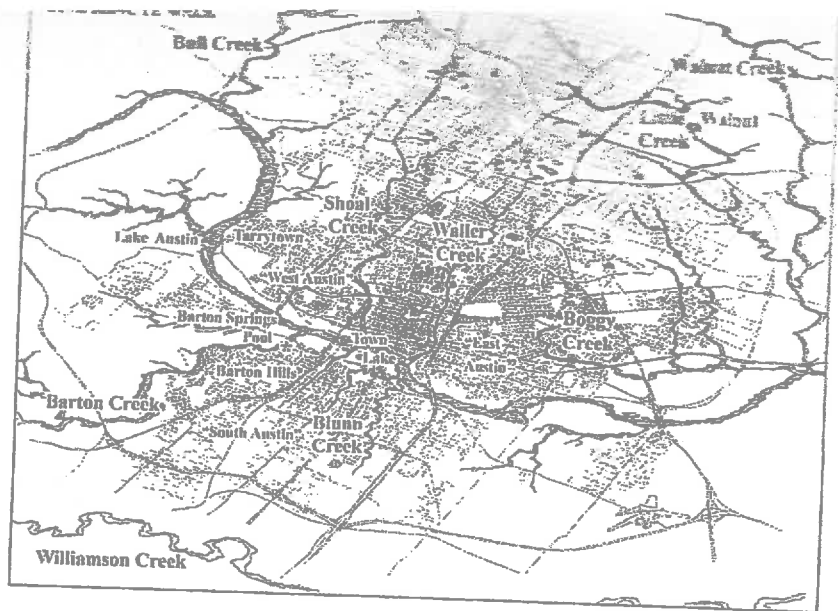 Bull Creek
Walnut Creek
Little Walnut
Creek
Shoal
Creek
Waller
Creek
Lake Austin
Tarrytown
West Austin
Barton Springs
Pool
Town
Lake
East
Austin
Boggy
Creek
Barton Hills
Barton Creek
South Austin
Blunn
Creek
Williamson Creek